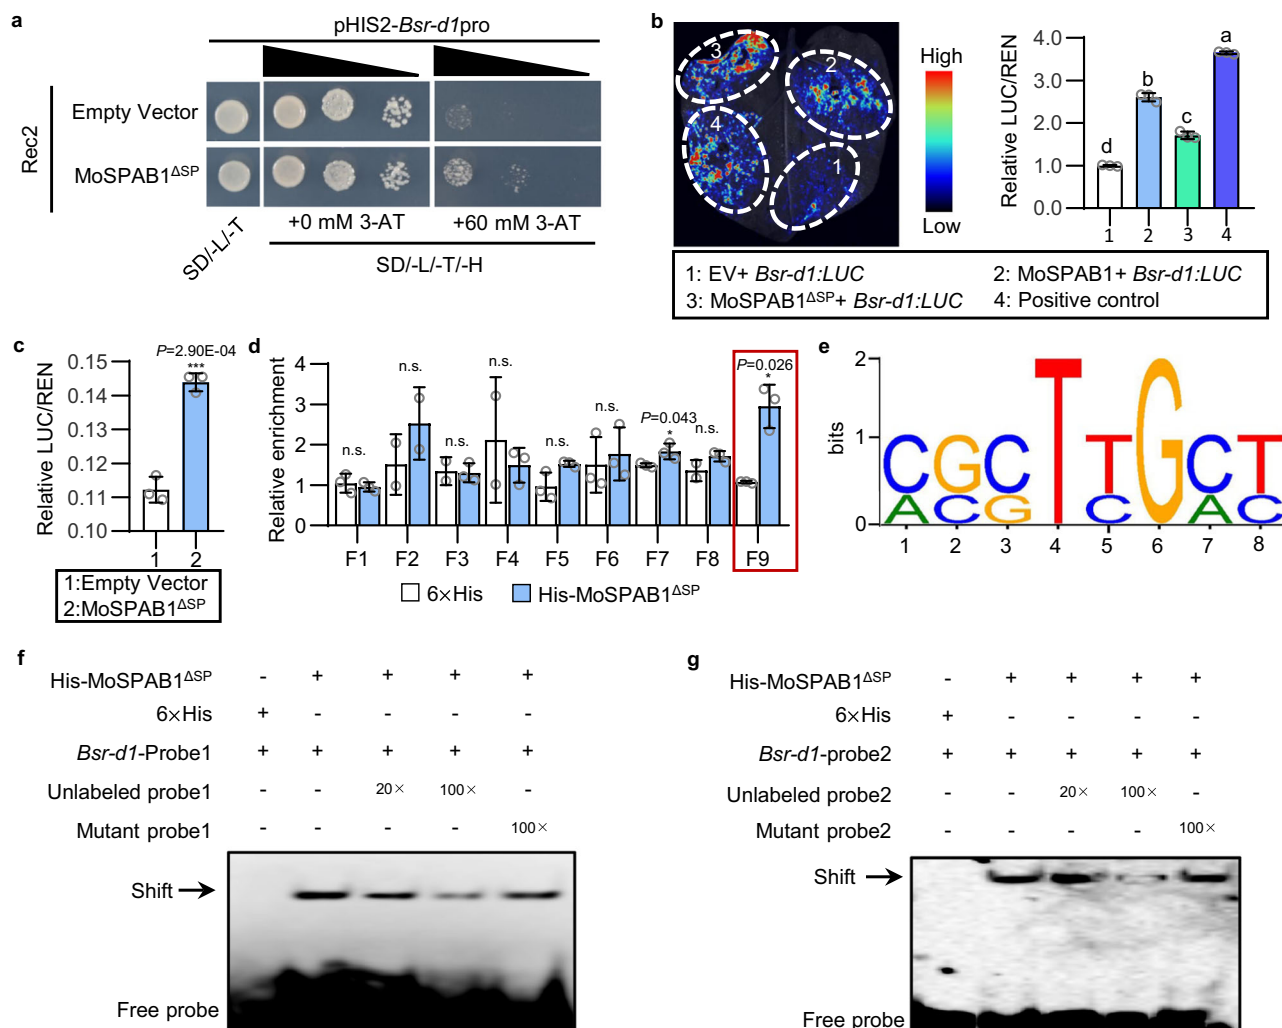 a
pHIS2-Bsr-d1pro
Rec2
Empty Vector
MoSPAB1ΔSP
SD/-L/-T
+0 mM 3-AT
+60 mM 3-AT
SD/-L/-T/-H
b
3
2
4
1
High
Low
Relative LUC/REN
4.0
3.0
2.0
1.0
0.0
d
b
c
a
1 2 3 4
1: EV+ Bsr-d1:LUC
2: MoSPAB1+ Bsr-d1:LUC
3: MoSPAB1ΔSP+ Bsr-d1:LUC
4: Positive control
c
Relative LUC/REN
0.15
0.14
0.13
0.12
0.11
0.10
P=2.90E-04
***
1 2
1:Empty Vector
2:MoSPAB1ΔSP
d
Relative enrichment
4
3
2
1
0
n.s.
n.s.
n.s.
n.s.
n.s.
n.s.
P=0.043
*
n.s.
P=0.026
*
F1 F2 F3 F4 F5 F6 F7 F8 F9
6×His
His-MoSPAB1ΔSP
e
bits
2
1
0
C G C T T G C T
A C G C A C
1 2 3 4 5 6 7 8
f
His-MoSPAB1ΔSP - + + + +
6×His + - - - -
Bsr-d1-Probe1 + + + + +
Unlabeled probe1 - - 20× 100× -
Mutant probe1 - - - - 100×
Shift
Free probe
g
His-MoSPAB1ΔSP - + + + +
6×His + - - - -
Bsr-d1-probe2 + + + + +
Unlabeled probe2 - - 20× 100× -
Mutant probe2 - - - - 100×
Shift
Free probe